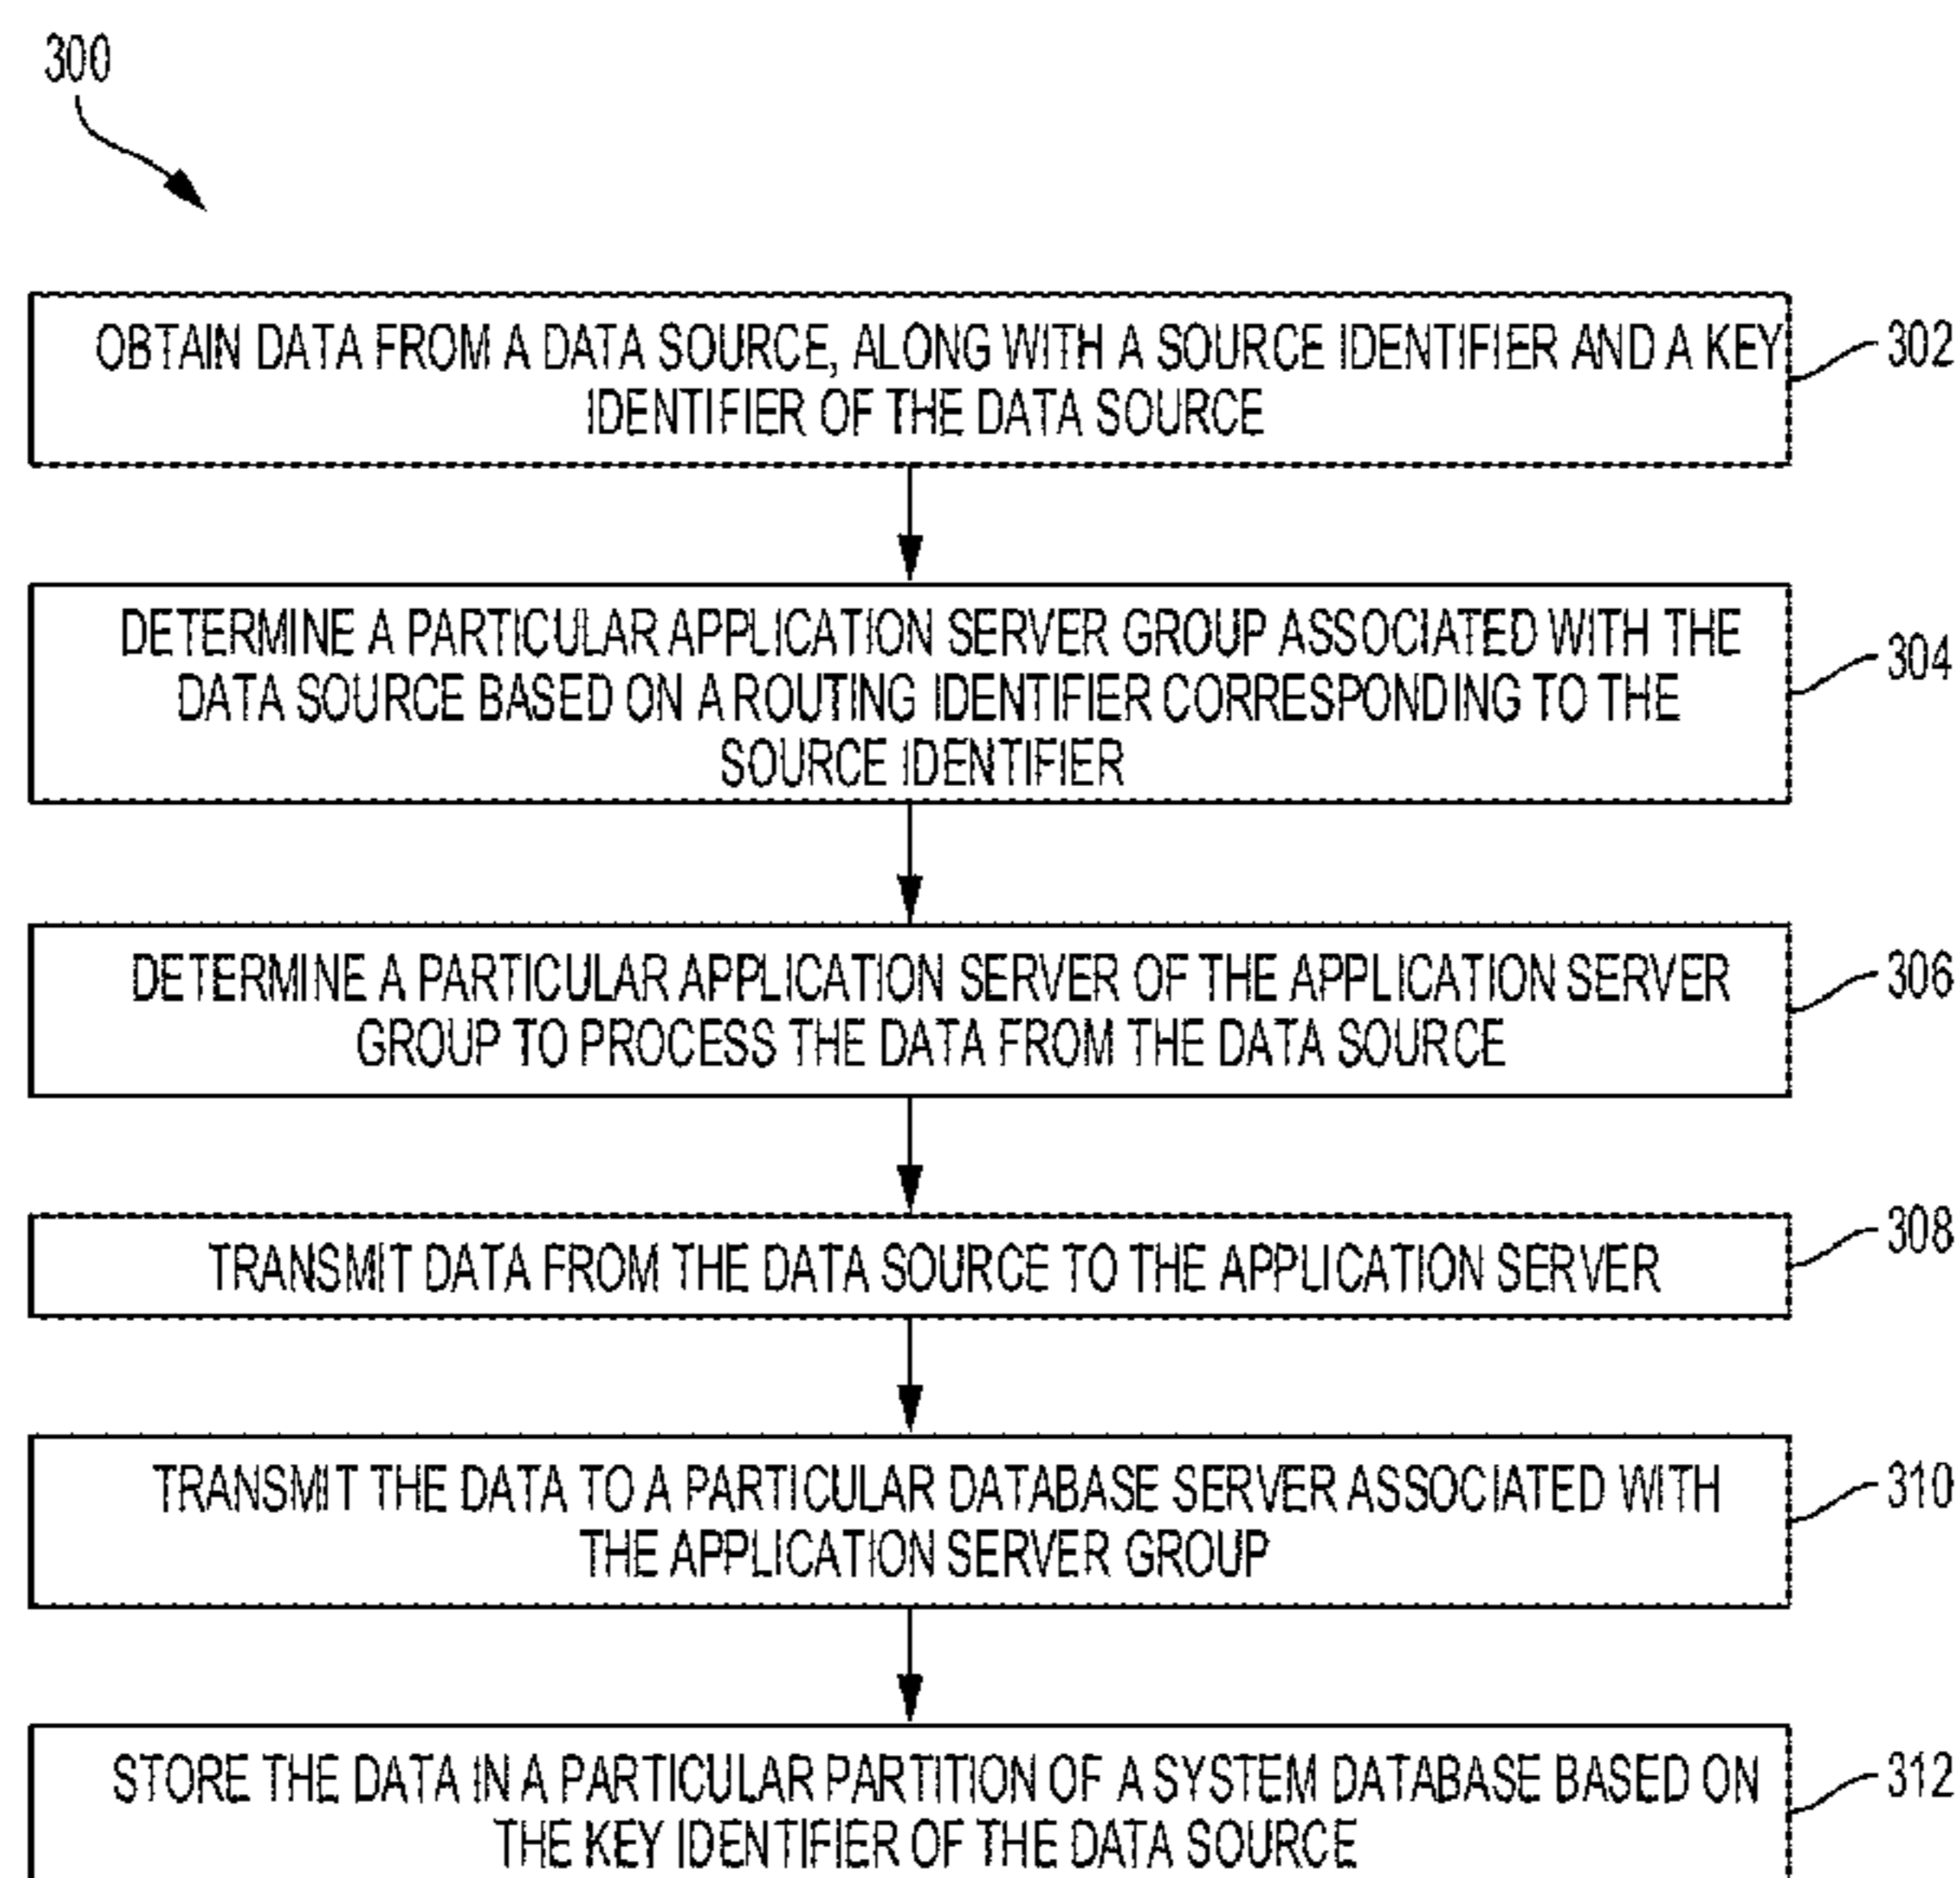 300
OBTAIN DATA FROM A DATA SOURCE, ALONG WITH A SOURCE IDENTIFIER AND A KEY
IDENTIFIER OF THE DATA SOURCE
302
DETERMINE A PARTICULAR APPLICATION SERVER GROUP ASSOCIATED WITH THE
DATA SOURCE BASED ON A ROUTING IDENTIFIER CORRESPONDING TO THE
SOURCE IDENTIFIER
304
DETERMINE A PARTICULAR APPLICATION SERVER OF THE APPLICATION SERVER
GROUP TO PROCESS THE DATA FROM THE DATA SOURCE
306
TRANSMIT DATA FROM THE DATA SOURCE TO THE APPLICATION SERVER
308
TRANSMIT THE DATA TO A PARTICULAR DATABASE SERVER ASSOCIATED WITH
THE APPLICATION SERVER GROUP
310
STORE THE DATA IN A PARTICULAR PARTITION OF A SYSTEM DATABASE BASED ON
THE KEY IDENTIFIER OF THE DATA SOURCE
312